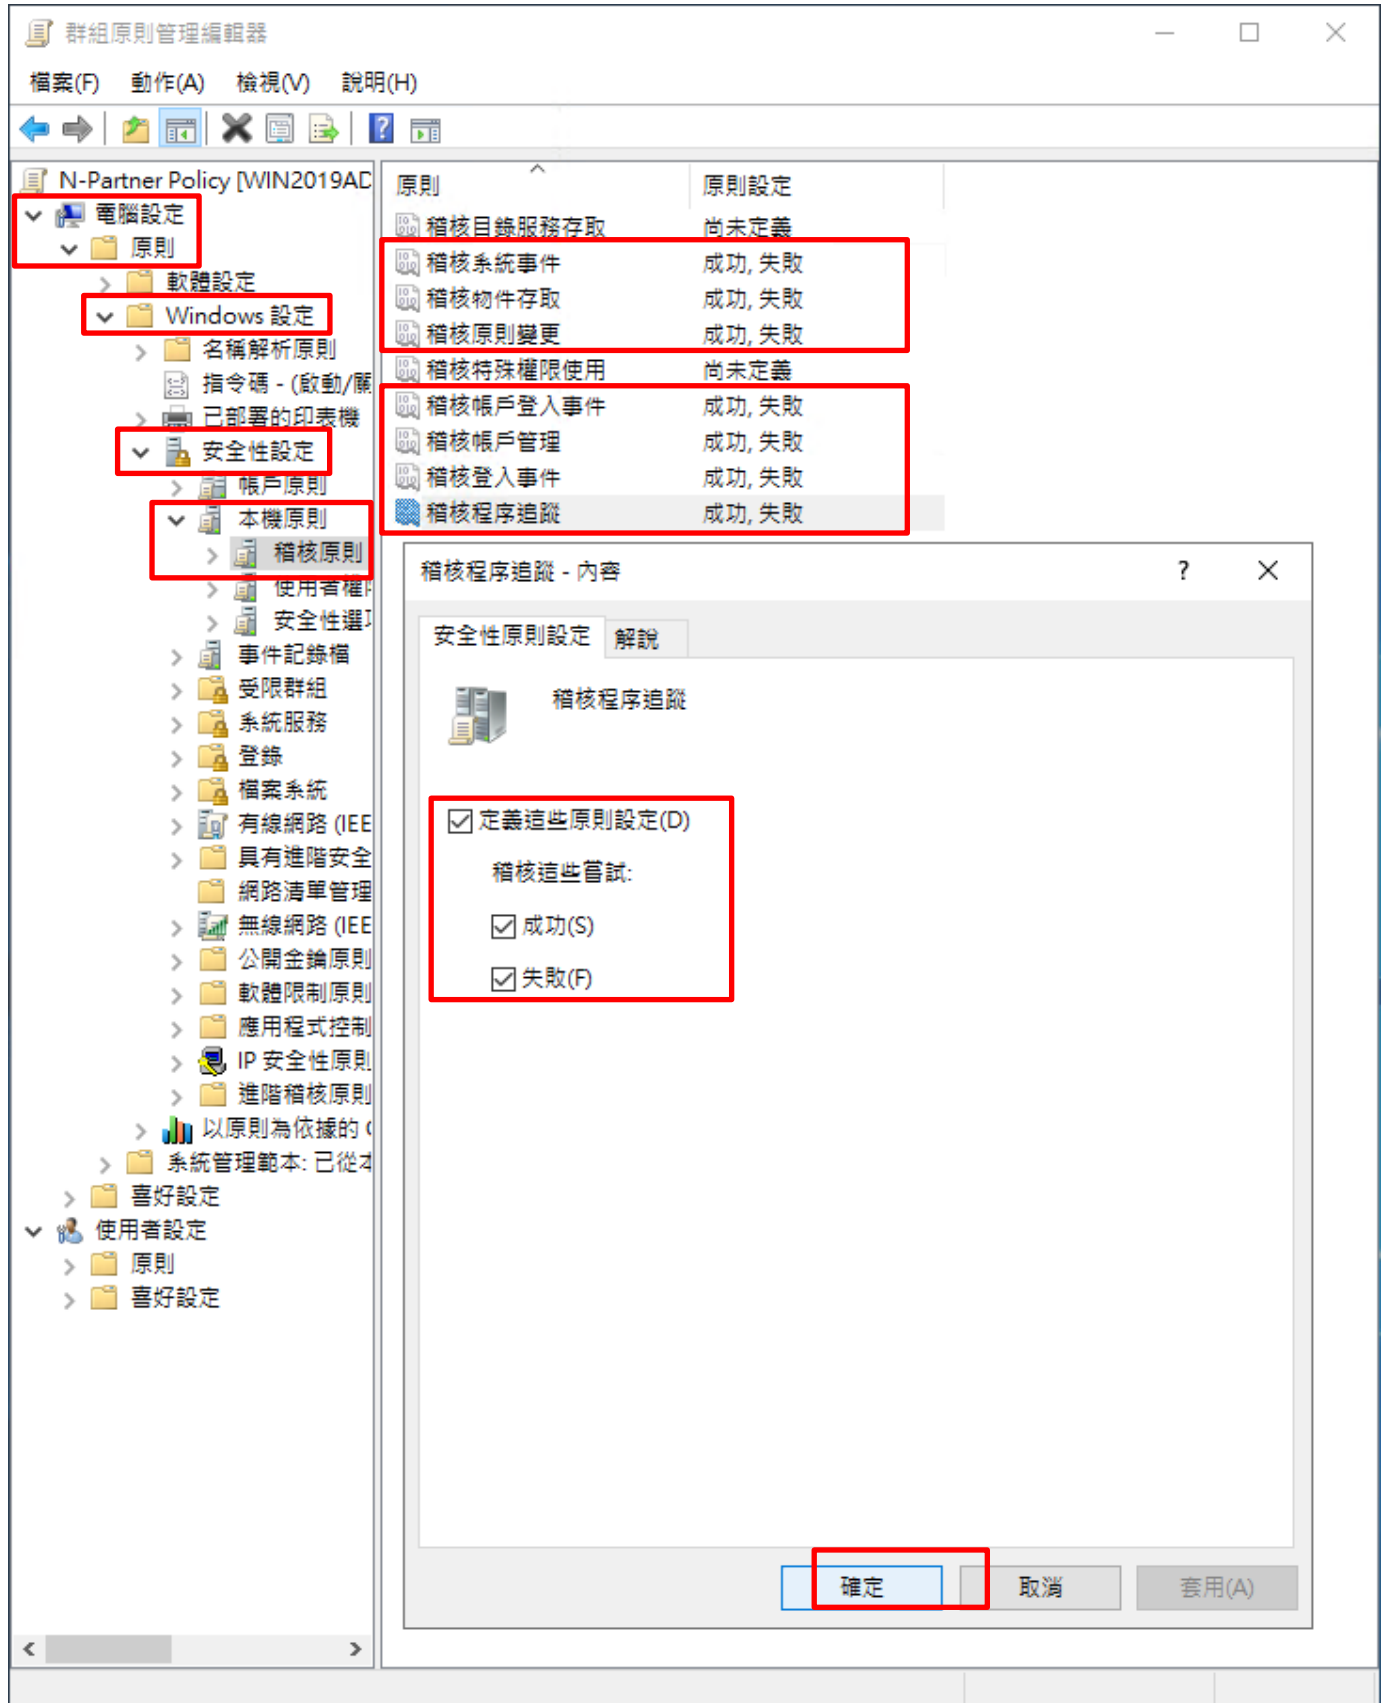 群組原則管理編輯器
檔案(F) 動作(A) 檢視(V) 說明(H)
N-Partner Policy [WIN2019AD
電腦設定
原則
軟體設定
Windows 設定
名稱解析原則
指令碼 - (啟動/關
已部署的印表機
安全性設定
帳戶原則
本機原則
稽核原則
使用者權
安全性選
事件記錄檔
受限群組
系統服務
登錄
檔案系統
有線網路 (IEE
具有進階安全
網路清單管理
無線網路 (IEE
公開金鑰原則
軟體限制原則
應用程式控制
IP 安全性原則
進階稽核原則
以原則為依據的
系統管理範本: 已從本
喜好設定
使用者設定
原則
喜好設定
原則 原則設定
稽核目錄服務存取 尚未定義
稽核系統事件 成功, 失敗
稽核物件存取 成功, 失敗
稽核原則變更 成功, 失敗
稽核特殊權限使用 尚未定義
稽核帳戶登入事件 成功, 失敗
稽核帳戶管理 成功, 失敗
稽核登入事件 成功, 失敗
稽核程序追蹤 成功, 失敗
稽核程序追蹤 - 內容 ?
安全性原則設定 解說
稽核程序追蹤
定義這些原則設定(D)
稽核這些嘗試:
成功(S)
失敗(F)
確定 取消 套用(A)